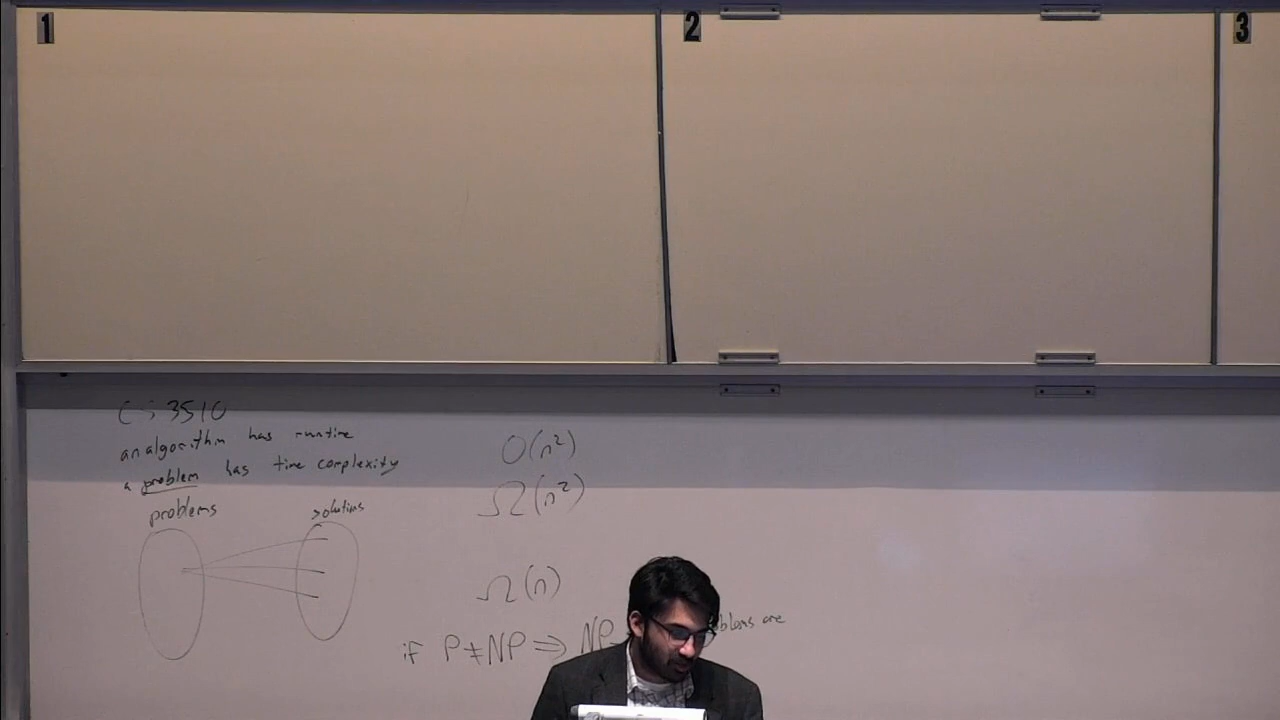 1
2
3
CS 3510
an algorithm has runtime
a problem has time complexity
problems
solutions
O(n²)
Ω(n²)
Ω(n)
if P≠NP ⇒ NP
are